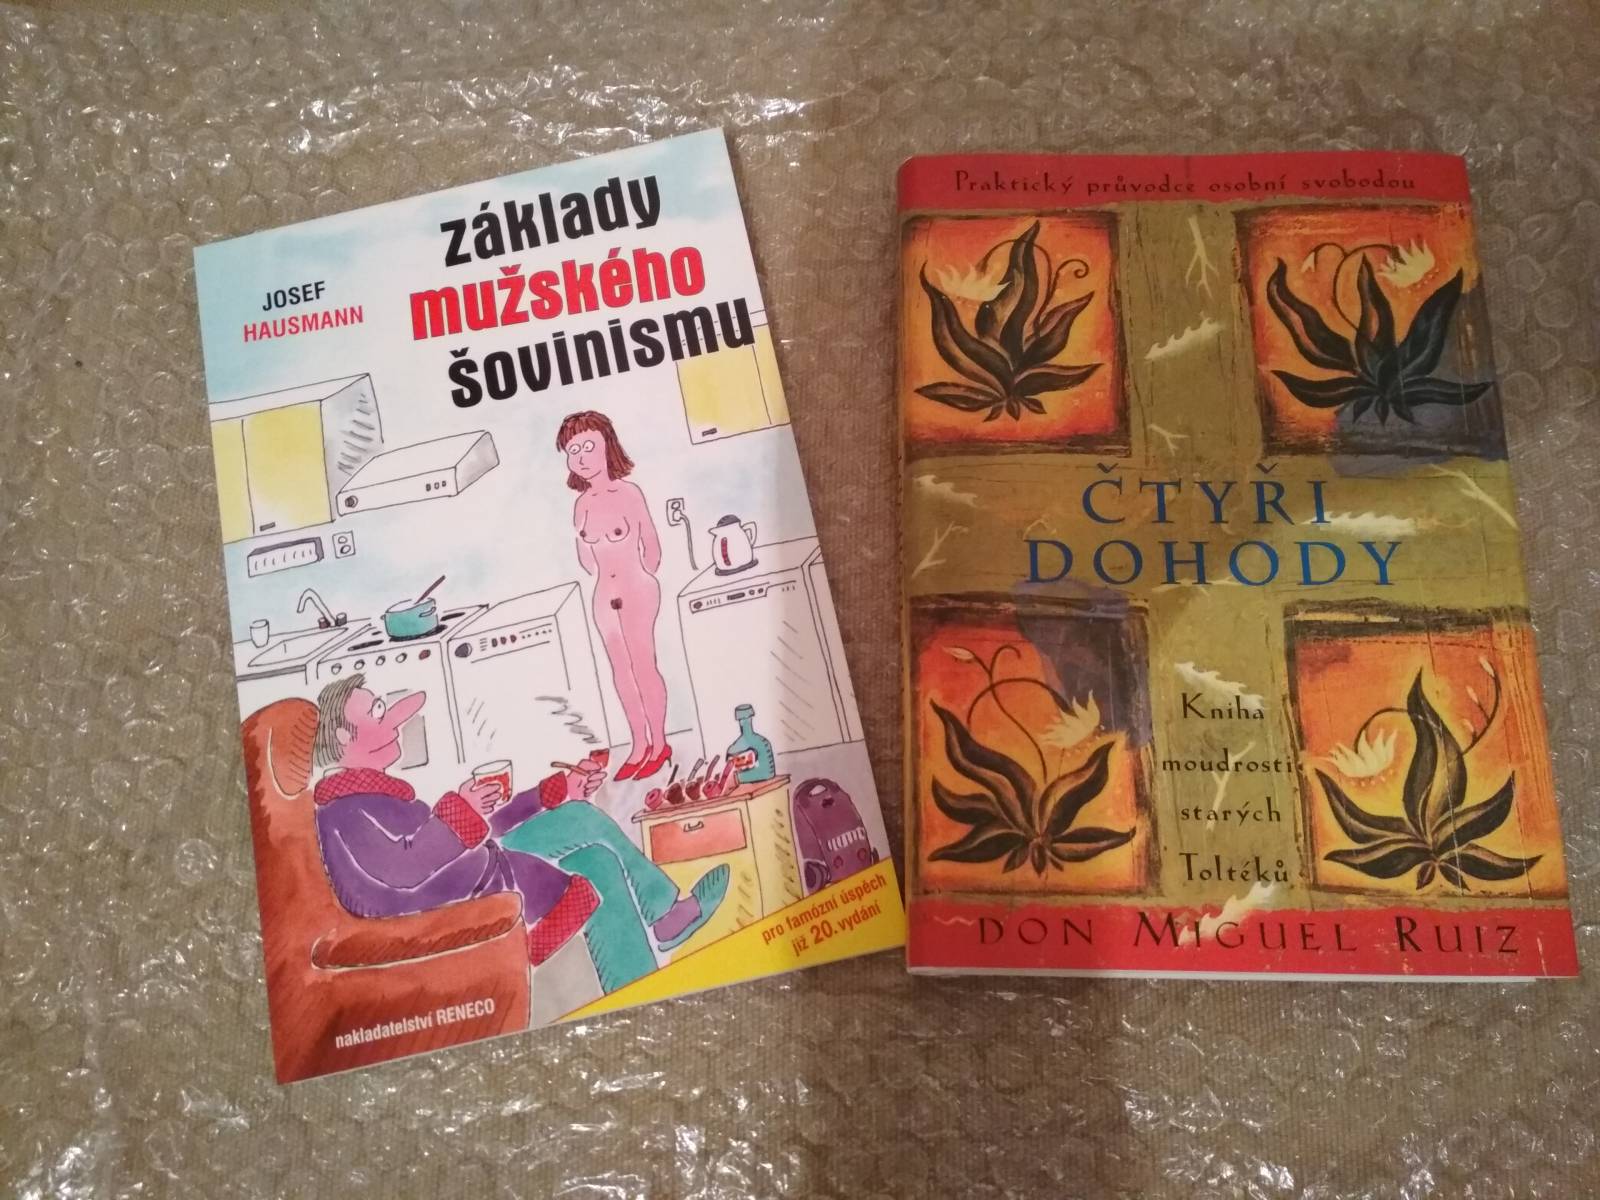 JOSEF
HAUSMANN
základy
mužského
šovinismu
pro famózní úspěch
již 20. vydání
nakladatelství RENECO
Praktický průvodce osobní svobodou
ČTYŘI
DOHODY
Kniha
moudrosti
starých
Toltéků
DON MIGUEL RUIZ